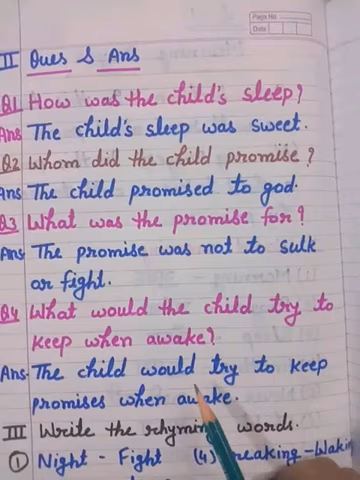 Page No
Date
II Ques & Ans
Q1 How was the child's sleep?
Ans The child's sleep was sweet.
Q2 Whom did the child promise?
Ans The child promised to god.
Q3 What was the promise for?
Ans: The promise was not to sulk
or fight.
Q4 What would the child try to
keep when awake?
Ans- The child would try to keep
promises when awake.
III Write the rhyming words.
① Night - Fight (4)